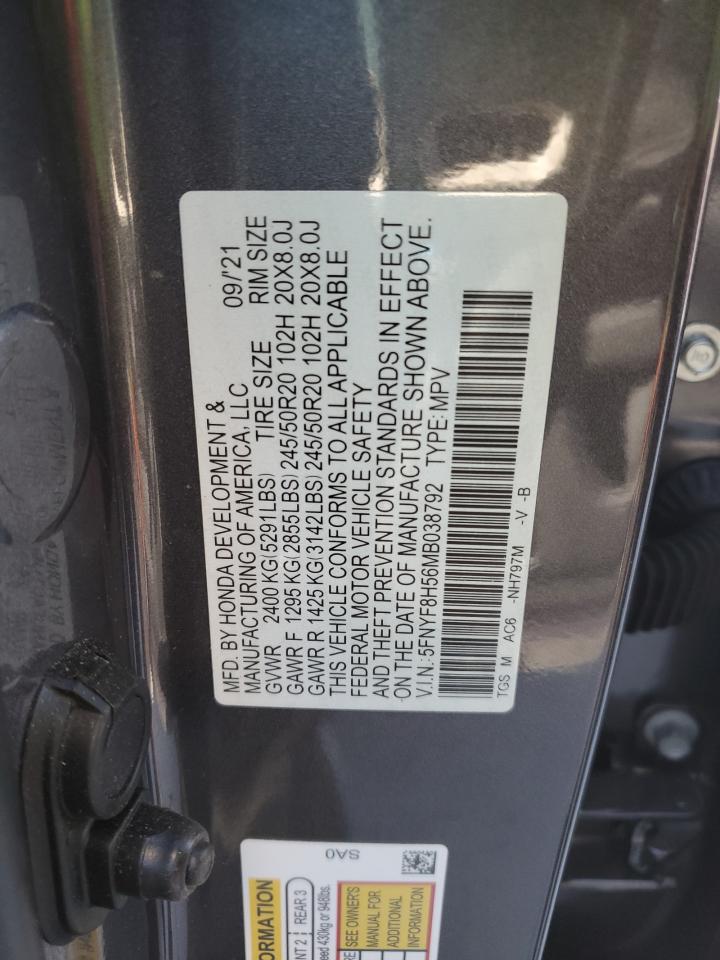 MFD. BY HONDA DEVELOPMENT &
MANUFACTURING OF AMERICA, LLC 09/'21
GVWR 2400 KG(5291LBS) TIRE SIZE RIM SIZE
GAWR F 1295 KG(2855LBS) 245/50R20 102H 20X8.0J
GAWR R 1425 KG(3142LBS) 245/50R20 102H 20X8.0J
THIS VEHICLE CONFORMS TO ALL APPLICABLE
FEDERAL MOTOR VEHICLE SAFETY
AND THEFT PREVENTION STANDARDS IN EFFECT
ON THE DATE OF MANUFACTURE SHOWN ABOVE.
V.I.N.:5FNYF8H56MB038792 TYPE:MPV
TGS M AC6 -NH797M -V -B
SA0
REAR 3
430kg or 948lbs.
SEE OWNER'S
MANUAL FOR
ADDITIONAL
INFORMATION